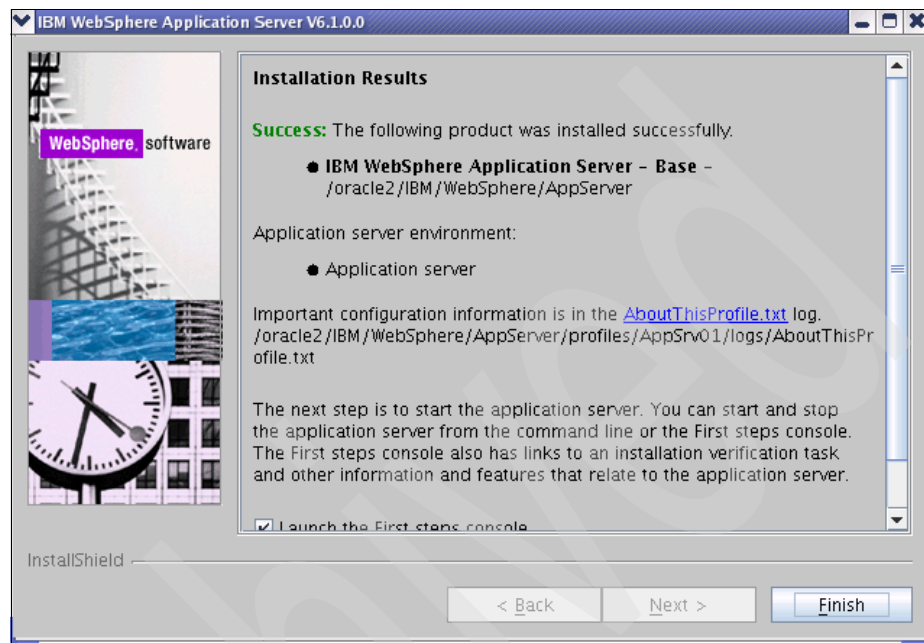 IBM WebSphere Application Server V6.1.0.0
WebSphere. software
Installation Results
Success: The following product was installed successfully.
IBM WebSphere Application Server - Base -
/oracle2/IBM/WebSphere/AppServer
Application server environment:
Application server
Important configuration information is in the AboutThisProfile.txt log.
/oracle2/IBM/WebSphere/AppServer/profiles/AppSrv01/logs/AboutThisPr
ofile.txt
The next step is to start the application server. You can start and stop
the application server from the command line or the First steps console.
The First steps console also has links to an installation verification task
and other information and features that relate to the application server.
Launch the First steps console
InstallShield
< Back
Next >
Finish